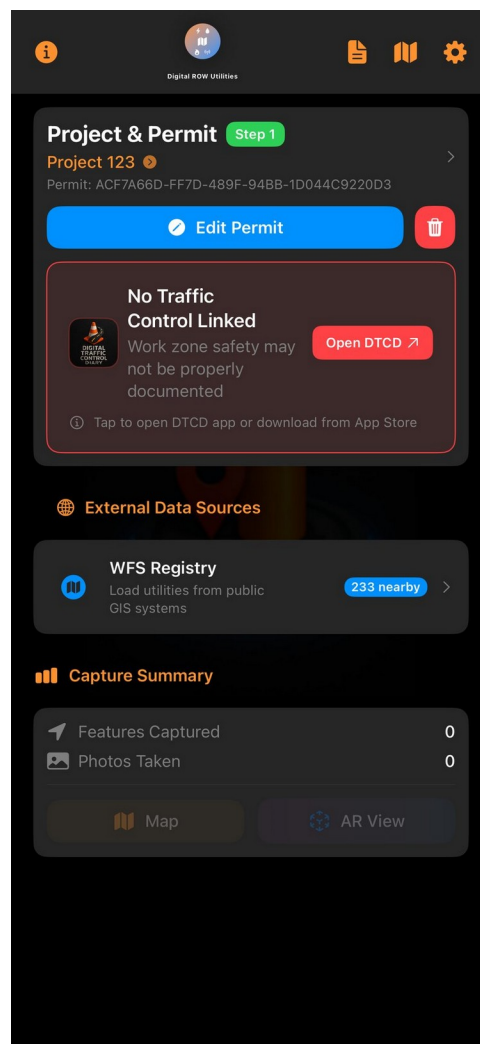 Digital ROW Utilities
Project & Permit Step 1
Project 123
Permit: ACF7A66D-FF7D-489F-94BB-1D044C9220D3
Edit Permit
No Traffic
Control Linked
DIGITAL
TRAFFIC
CONTROL
DIARY
Work zone safety may
not be properly
documented
Open DTCD
Tap to open DTCD app or download from App Store
External Data Sources
WFS Registry
Load utilities from public
GIS systems
233 nearby
Capture Summary
Features Captured 0
Photos Taken 0
Map
AR View